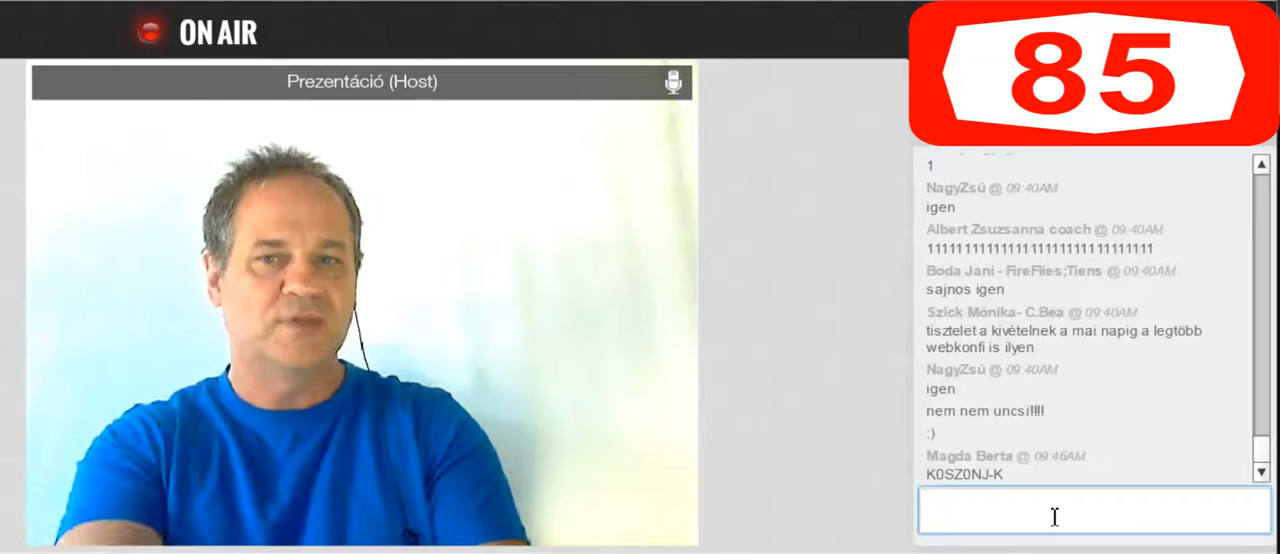 ON AIR
85
Prezentáció (Host)
1
NagyZsú @ 09:40AM
igen
Albert Zsuzsanna coach @ 09:40AM
1111111111111111111111111111111
Boda Jani - FireFlies;Tiens @ 09:40AM
sajnos igen
Szick Mónika- C.Bea @ 09:40AM
tisztelet a kivételnek a mai napig a legtöbb
webkonfi is ilyen
NagyZsú @ 09:40AM
igen
nem nem uncsi!!!!
:)
Magda Berta @ 09:46AM
K0SZ0NJ-K